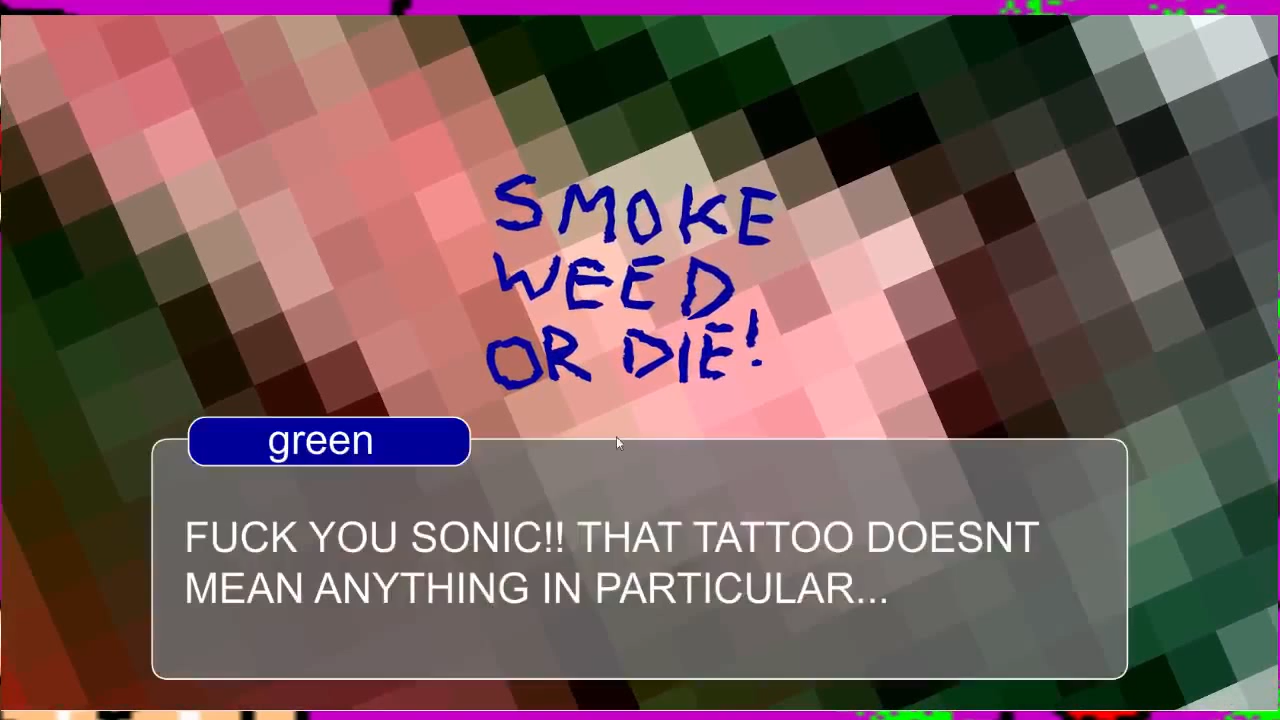 SMOKE
WEED
OR DIE!
green
FUCK YOU SONIC!! THAT TATTOO DOESNT
MEAN ANYTHING IN PARTICULAR...